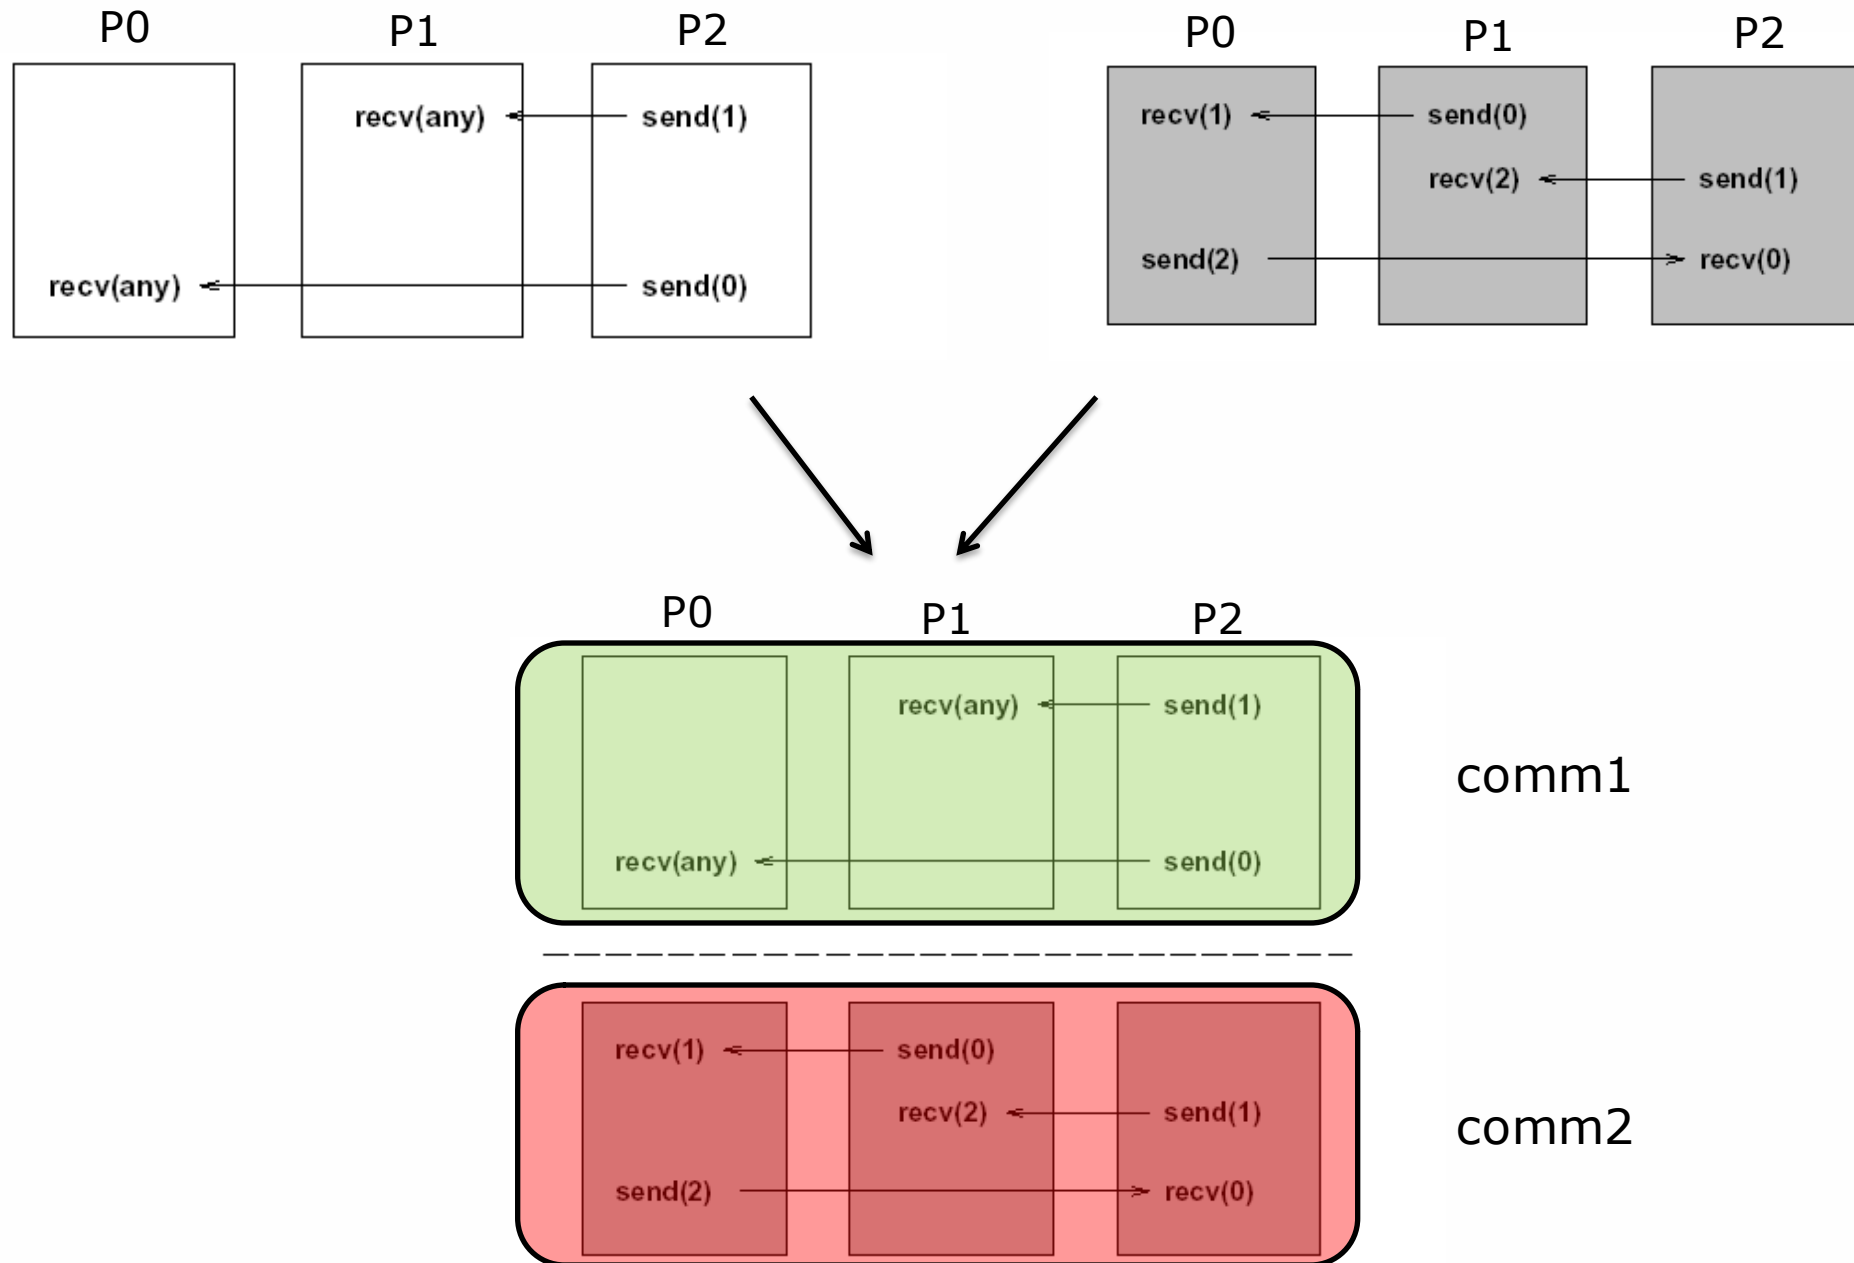 P0 P1 P2
recv(any) send(1)
recv(any) send(0)
P0 P1 P2
recv(1) send(0)
recv(2) send(1)
send(2) recv(0)
P0 P1 P2
recv(any) send(1)
comm1
recv(any) send(0)
recv(1) send(0)
recv(2) send(1)
comm2
send(2) recv(0)